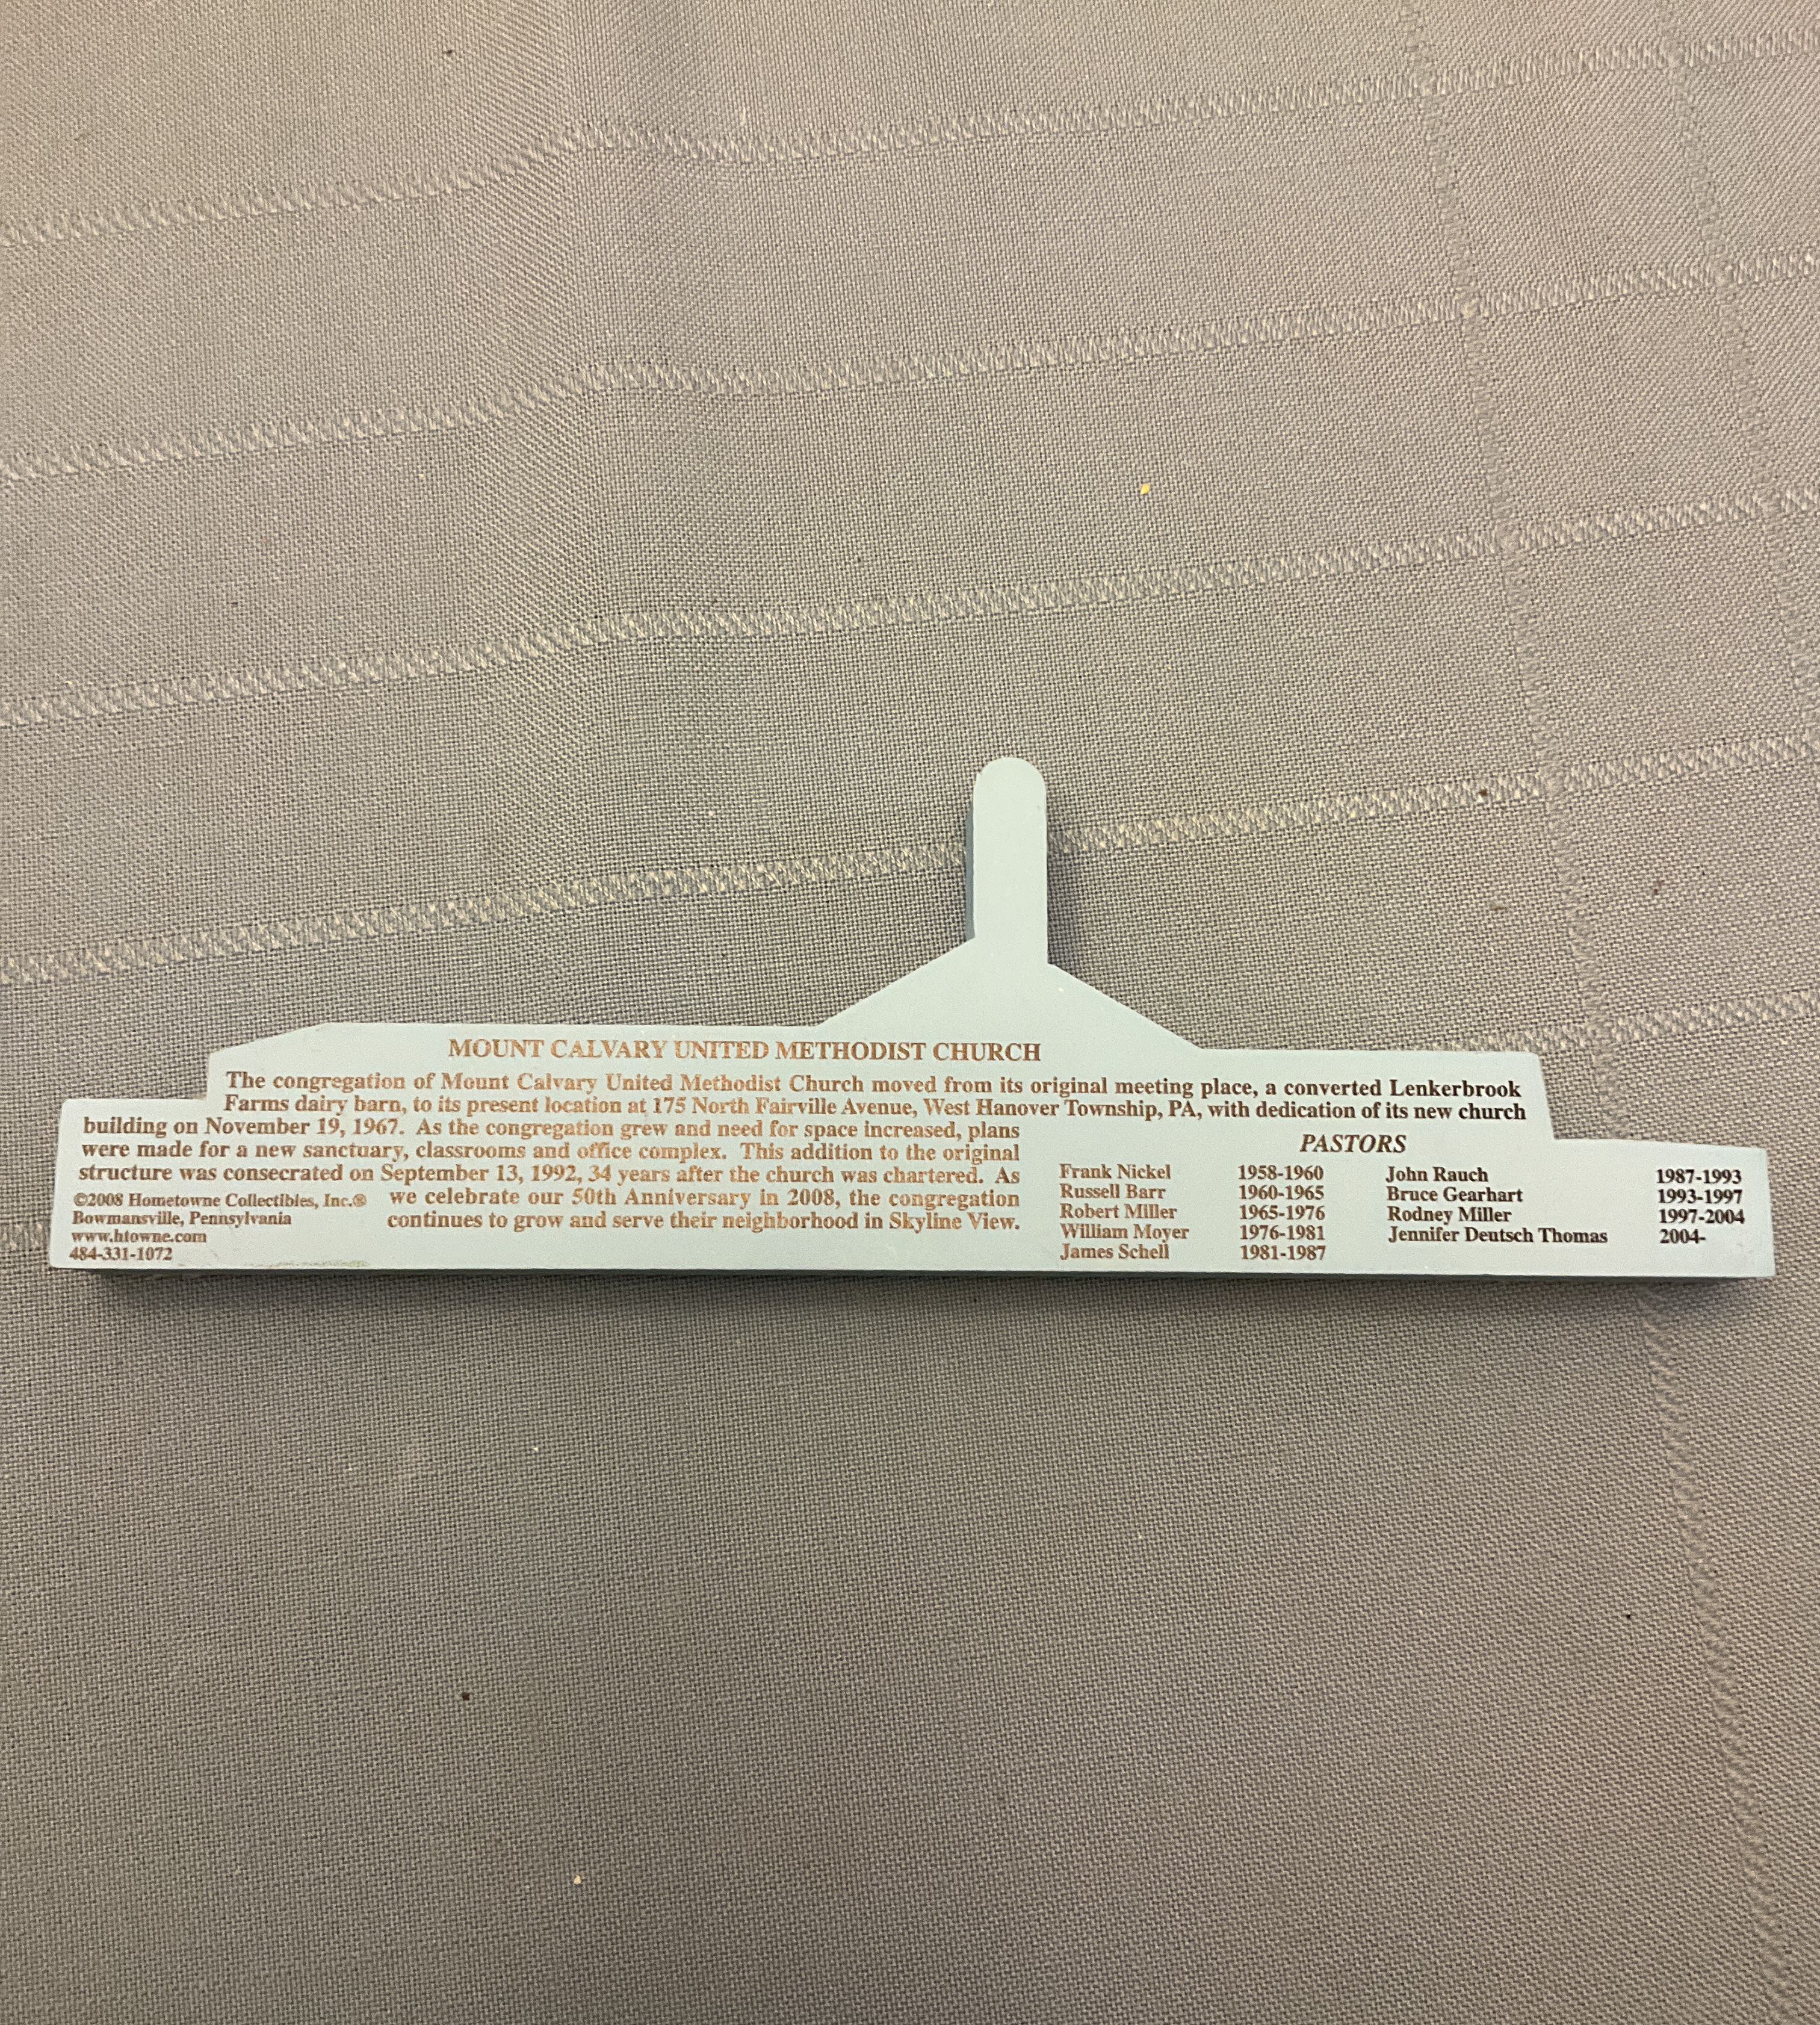 MOUNT CALVARY UNITED METHODIST CHURCH
The congregation of Mount Calvary United Methodist Church moved from its original meeting place, a converted Lenkerbrook
Farms dairy barn, to its present location at 175 North Fairville Avenue, West Hanover Township, PA, with dedication of its new church
building on November 19, 1967. As the congregation grew and need for space increased, plans
were made for a new sanctuary, classrooms and office complex. This addition to the original
structure was consecrated on September 13, 1992, 34 years after the church was chartered. As
we celebrate our 50th Anniversary in 2008, the congregation
continues to grow and serve their neighborhood in Skyline View.
©2008 Hometowne Collectibles, Inc.®
Bowmansville, Pennsylvania
www.htowne.com
484-331-1072
PASTORS
Frank Nickel 1958-1960
Russell Barr 1960-1965
Robert Miller 1965-1976
William Moyer 1976-1981
James Schell 1981-1987
John Rauch 1987-1993
Bruce Gearhart 1993-1997
Rodney Miller 1997-2004
Jennifer Deutsch Thomas 2004-